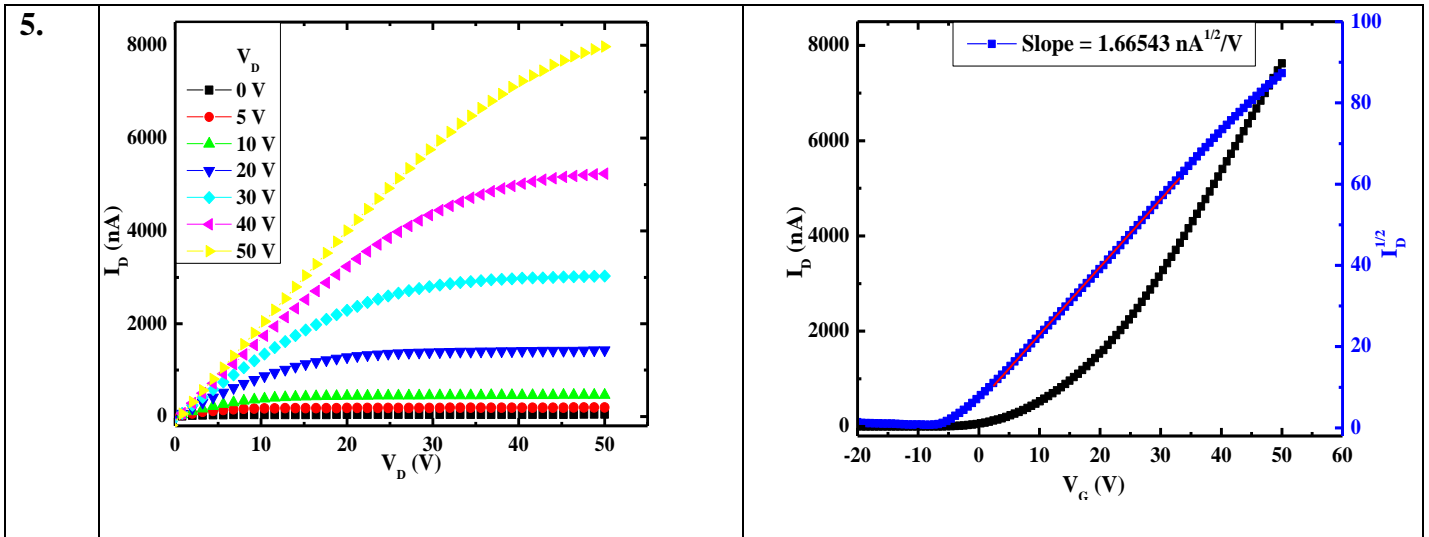 5.
V_D
0 V
5 V
10 V
20 V
30 V
40 V
50 V
I_D (nA)
8000
6000
4000
2000
0
0 10 20 30 40 50
V_D (V)
Slope = 1.66543 nA^1/2/V
I_D (nA)
8000
6000
4000
2000
0
100
80
60
40
20
0
I_D^1/2
-20 -10 0 10 20 30 40 50 60
V_G (V)